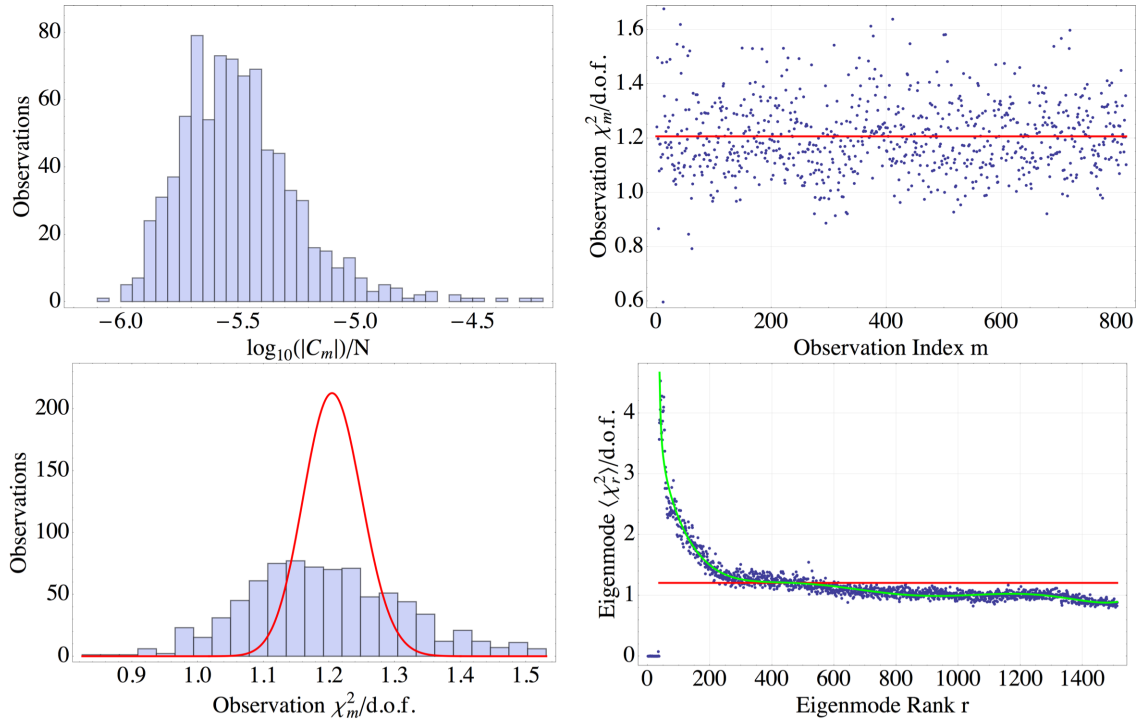 80
60
40
20
0
Observations
−6.0 −5.5 −5.0 −4.5
log₁₀(|Cₘ|)/N
1.6
1.4
1.2
1.0
0.8
0.6
Observation χ²ₘ/d.o.f.
0 200 400 600 800
Observation Index m
200
150
100
50
0
Observations
0.9 1.0 1.1 1.2 1.3 1.4 1.5
Observation χ²ₘ/d.o.f.
4
3
2
1
0
Eigenmode ⟨χ²ᵣ⟩/d.o.f.
0 200 400 600 800 1000 1200 1400
Eigenmode Rank r